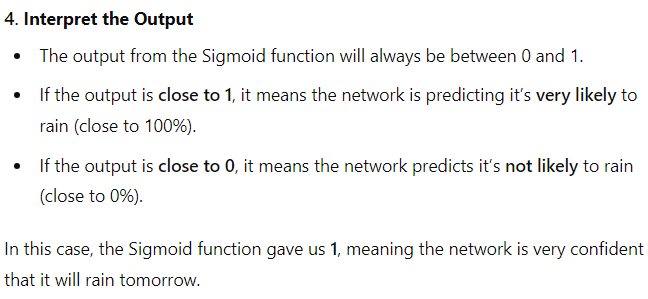 4. Interpret the Output
• The output from the Sigmoid function will always be between 0 and 1.
• If the output is close to 1, it means the network is predicting it's very likely to
rain (close to 100%).
• If the output is close to 0, it means the network predicts it's not likely to rain
(close to 0%).
In this case, the Sigmoid function gave us 1, meaning the network is very confident
that it will rain tomorrow.